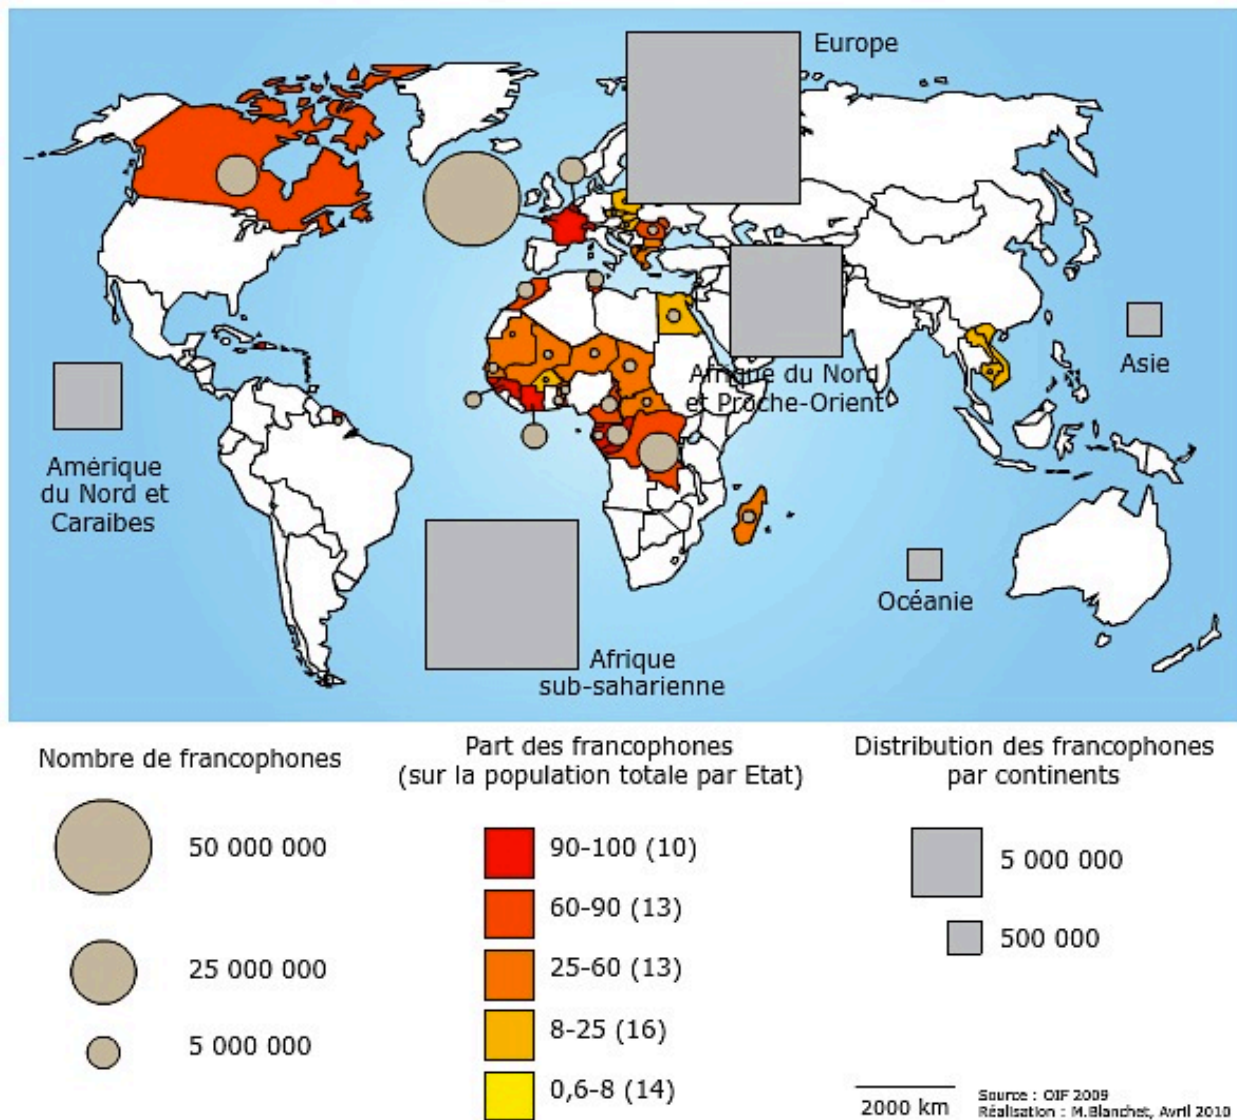 Europe
Asie
Afrique du Nord
et Proche-Orient
Amérique
du Nord et
Caraibes
Océanie
Afrique
sub-saharienne
Nombre de francophones
50 000 000
25 000 000
5 000 000
Part des francophones
(sur la population totale par Etat)
90-100 (10)
60-90 (13)
25-60 (13)
8-25 (16)
0,6-8 (14)
Distribution des francophones
par continents
5 000 000
500 000
2000 km
Source : OIF 2009
Réalisation : M.Blanchet, Avril 2010